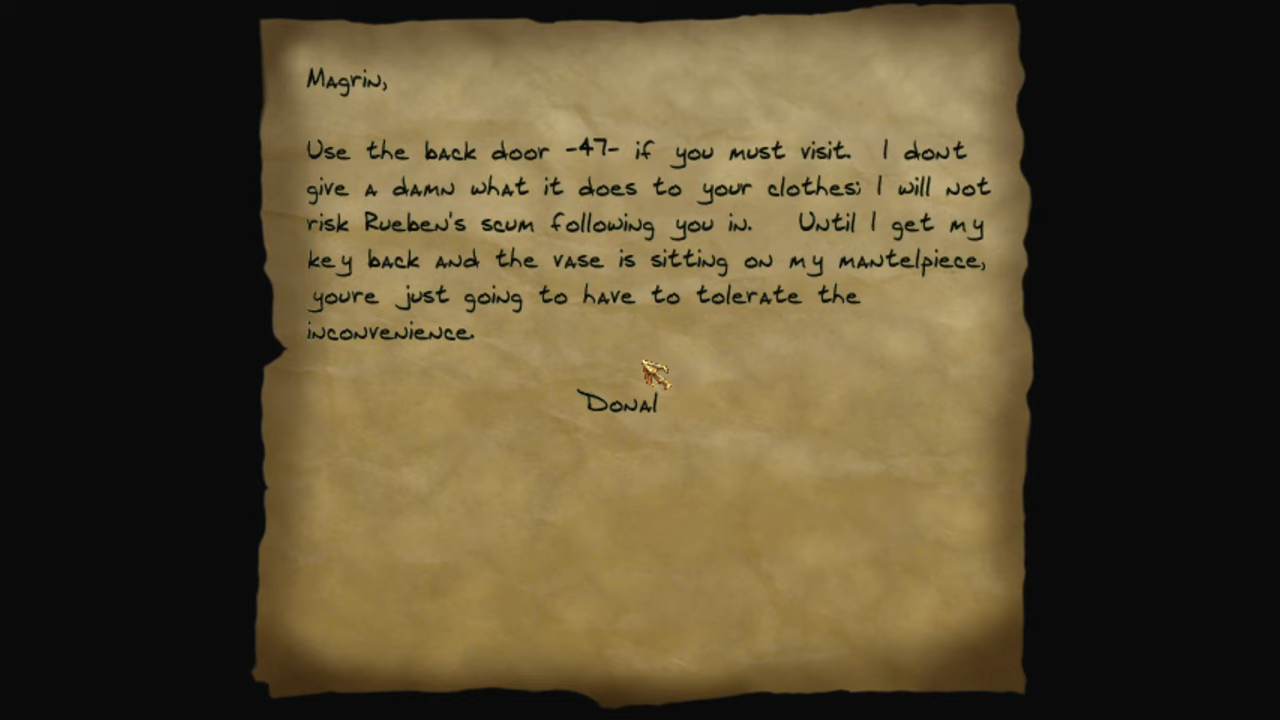 Magrin,
Use the back door -47- if you must visit. I dont
give a damn what it does to your clothes; I will not
risk Rueben's scum following you in. Until I get my
key back and the vase is sitting on my mantelpiece,
youre just going to have to tolerate the
inconvenience.
Donal